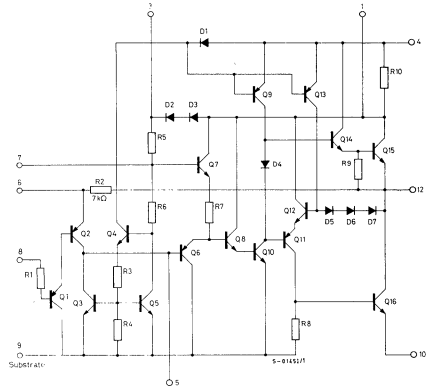 3 1
D1 4
R10
Q9 Q13
D2 D3
Q14
R5 Q15
R9
7 Q7 D4
6 R2 12
7kΩ
R6 R7 Q12
Q2 Q4 D5 D6 D7
8 Q8 Q11
Q6 Q10
R1 R3
Q1 Q3 Q5 Q16
R4 R8
9 S-0145 1/1 10
Substrate
5